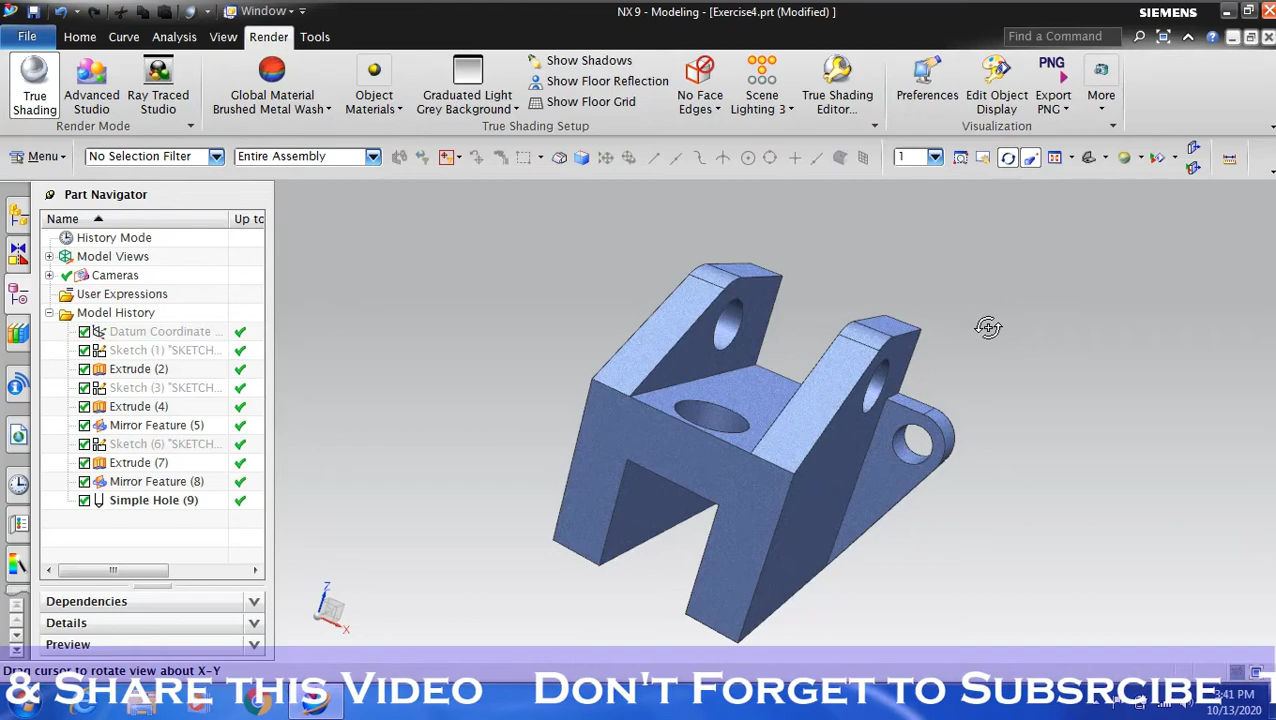 Window
NX 9 - Modeling - [Exercise4.prt (Modified) ]
SIEMENS
File
Home
Curve
Analysis
View
Render
Tools
Find a Command
True Shading
Advanced Studio
Ray Traced Studio
Render Mode
Global Material Brushed Metal Wash
Object Materials
Graduated Light Grey Background
Show Shadows
Show Floor Reflection
Show Floor Grid
No Face Edges
Scene Lighting 3
True Shading Editor...
True Shading Setup
Preferences
Edit Object Display
PNG
Export PNG
More
Visualization
Menu
No Selection Filter
Entire Assembly
1
Part Navigator
Name
Up to
History Mode
Model Views
Cameras
User Expressions
Model History
Datum Coordinate ...
Sketch (1) "SKETCH...
Extrude (2)
Sketch (3) "SKETCH...
Extrude (4)
Mirror Feature (5)
Sketch (6) "SKETCH...
Extrude (7)
Mirror Feature (8)
Simple Hole (9)
Dependencies
Details
Preview
Z
X
Drag cursor to rotate view about X-Y
& Share this Video Don't Forget to Subsrcibe
3:41 PM
10/13/2020